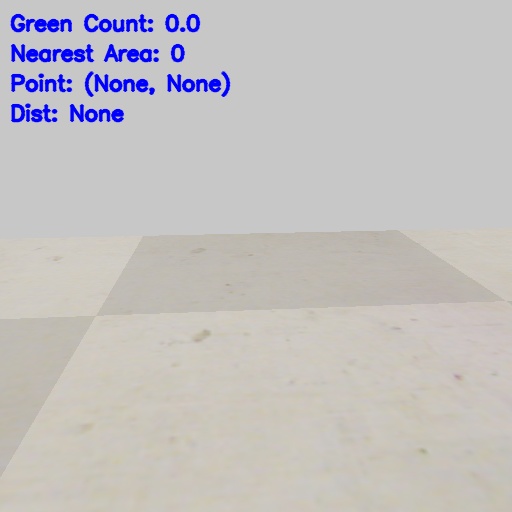 Green Count: 0.0
Nearest Area: 0
Point: (None, None)
Dist: None